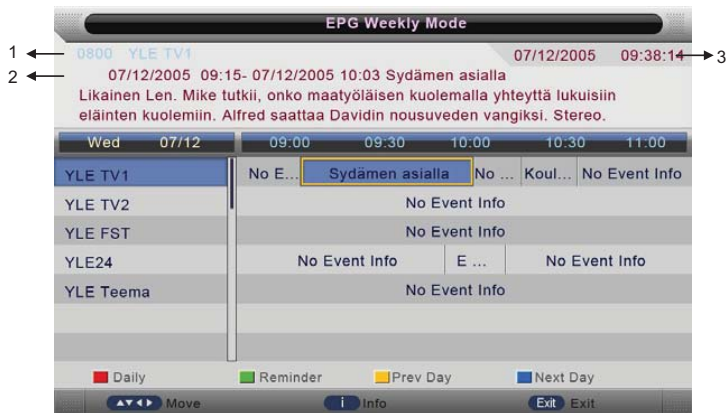 EPG Weekly Mode
1
0800 YLE TV1
07/12/2005 09:38:14
3
2
07/12/2005 09:15- 07/12/2005 10:03 Sydämen asialla
Likainen Len. Mike tutkii, onko maatyöläisen kuolemalla yhteyttä lukuisiin
eläinten kuolemiin. Alfred saattaa Davidin nousuveden vangiksi. Stereo.
Wed 07/12 09:00 09:30 10:00 10:30 11:00
YLE TV1 No E... Sydämen asialla No ... Koul... No Event Info
YLE TV2 No Event Info
YLE FST No Event Info
YLE24 No Event Info E ... No Event Info
YLE Teema No Event Info
Daily Reminder Prev Day Next Day
▲▼◄► Move i Info Exit Exit